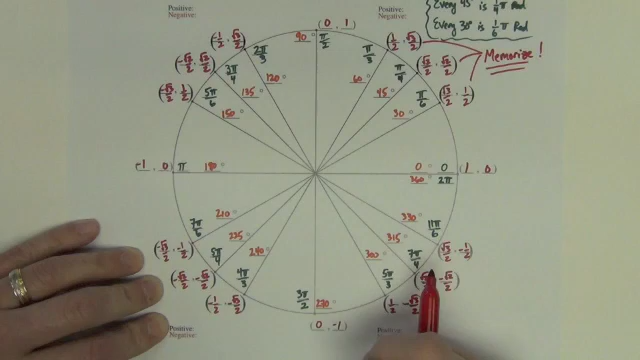 Positive:
Negative:
Positive:
Negative:
Every 45° is 1/4 π Rad
Every 30° is 1/6 π Rad
Memorize !
(0, 1)
90°
π/2
(-1/2, √3/2)
2π/3
120°
π/3
60°
(1/2, √3/2)
(-√2/2, √2/2)
3π/4
135°
π/4
45°
(√2/2, √2/2)
(-√3/2, 1/2)
5π/6
150°
π/6
30°
(√3/2, 1/2)
(-1, 0)
π
180°
0° 0
360° 2π
(1, 0)
210°
7π/6
(-√3/2, -1/2)
330°
11π/6
(√3/2, -1/2)
225°
5π/4
(-√2/2, -√2/2)
315°
7π/4
-√2/2)
240°
4π/3
(-1/2, -√3/2)
300°
5π/3
(1/2, -√3/2
3π/2
270°
(0, -1)
Positive:
Negative: